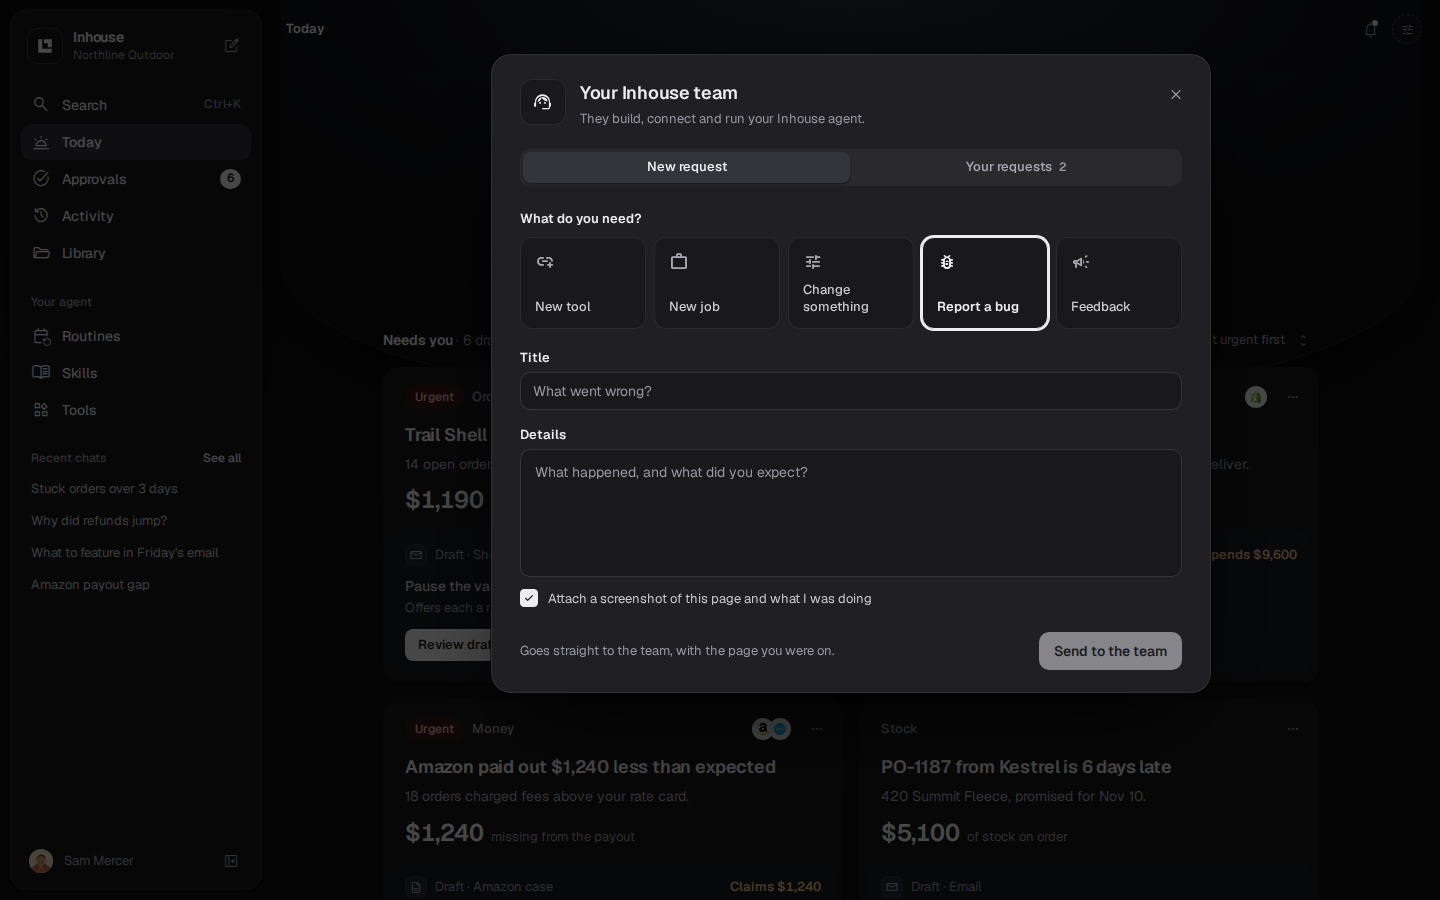 Inhouse
Northline Outdoor
Search
Ctrl+K
Today
Approvals
6
Activity
Library
Your agent
Routines
Skills
Tools
Recent chats
See all
Stuck orders over 3 days
Why did refunds jump?
What to feature in Friday's email
Amazon payout gap
Sam Mercer
Today
Your Inhouse team
They build, connect and run your Inhouse agent.
New request
Your requests 2
What do you need?
New tool
New job
Change
something
Report a bug
Feedback
Title
What went wrong?
Details
What happened, and what did you expect?
Attach a screenshot of this page and what I was doing
Goes straight to the team, with the page you were on.
Send to the team
Needs you · 6
urgent first
Urgent
Trail Shell
14 open
$1,190
Draft ·
Pause the
Offers each a
Review
$9,600
Urgent
Money
Amazon paid out $1,240 less than expected
18 orders charged fees above your rate card.
$1,240 missing from the payout
Draft · Amazon case
Claims $1,240
Stock
PO-1187 from Kestrel is 6 days late
420 Summit Fleece, promised for Nov 10.
$5,100 of stock on order
Draft · Email